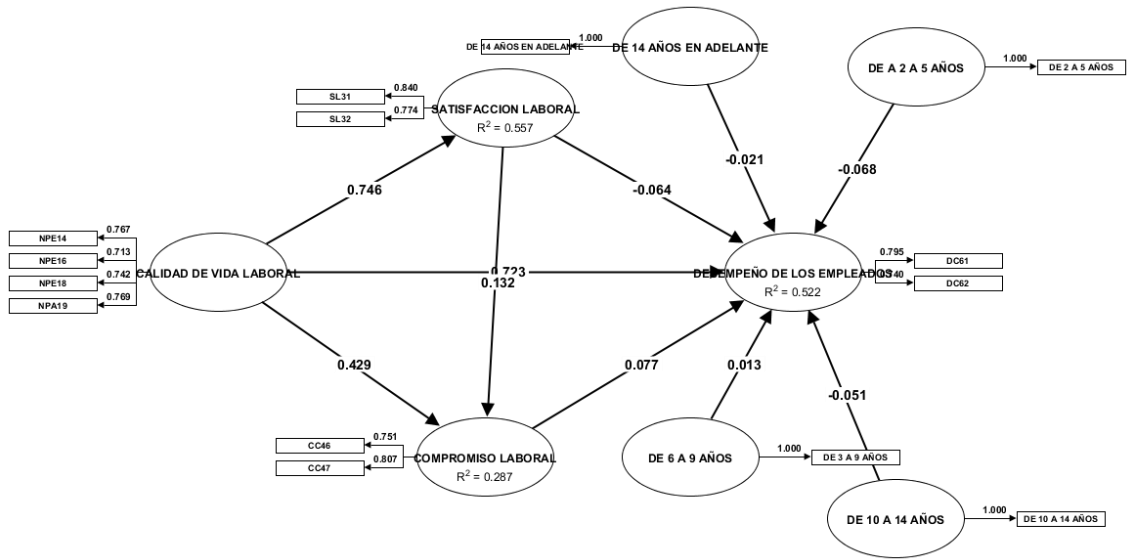 DE 14 AÑOS EN ADELANTE
1.000
DE 14 AÑOS EN ADELANTE
DE A 2 A 5 AÑOS
1.000
DE 2 A 5 AÑOS
SL31
0.840
SL32
0.774
SATISFACCION LABORAL
R² = 0.557
-0.021
-0.068
0.746
-0.064
NPE14
0.767
NPE16
0.713
NPE18
0.742
NPA19
0.769
CALIDAD DE VIDA LABORAL
0.723
0.132
DESEMPEÑO DE LOS EMPLEADOS
R² = 0.522
0.795
DC61
0.740
DC62
0.429
0.077
0.013
-0.051
CC46
0.751
CC47
0.807
COMPROMISO LABORAL
R² = 0.287
DE 6 A 9 AÑOS
1.000
DE 3 A 9 AÑOS
DE 10 A 14 AÑOS
1.000
DE 10 A 14 AÑOS